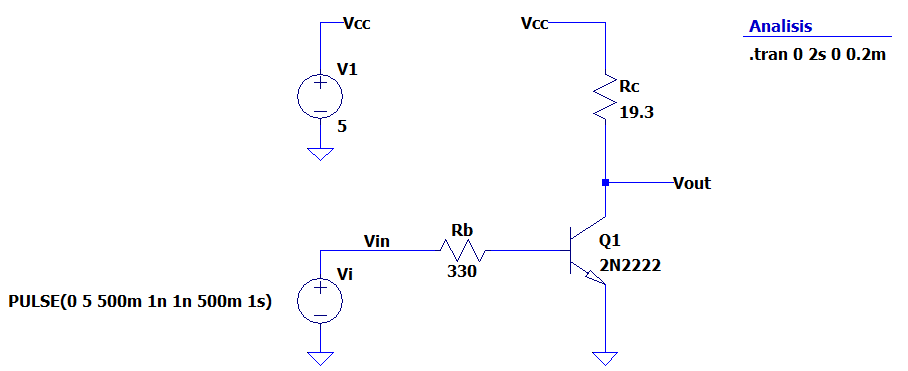 Vcc
Vcc
Analisis
.tran 0 2s 0 0.2m
V1
5
Rc
19.3
Vout
Vin
Rb
330
Q1
2N2222
Vi
PULSE(0 5 500m 1n 1n 500m 1s)